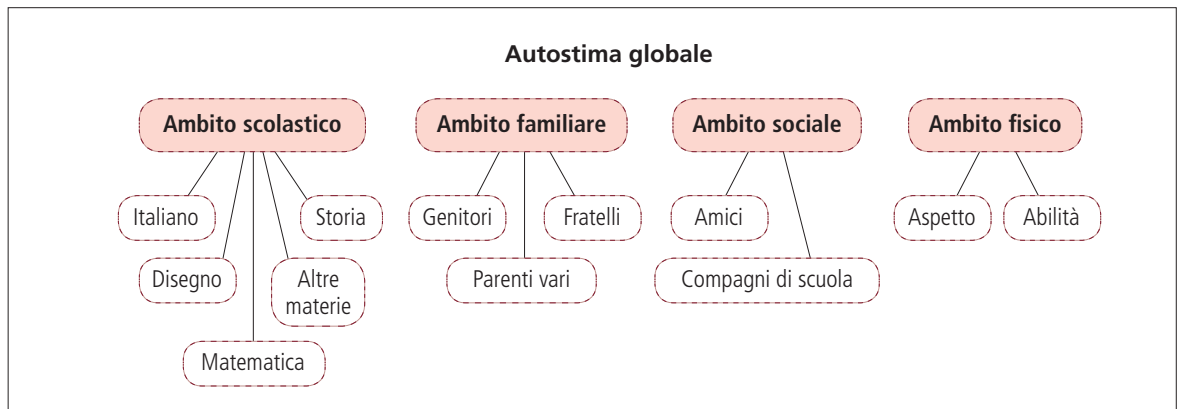 Autostima globale
Ambito scolastico
Ambito familiare
Ambito sociale
Ambito fisico
Italiano
Storia
Genitori
Fratelli
Amici
Aspetto
Abilità
Disegno
Altre
materie
Parenti vari
Compagni di scuola
Matematica